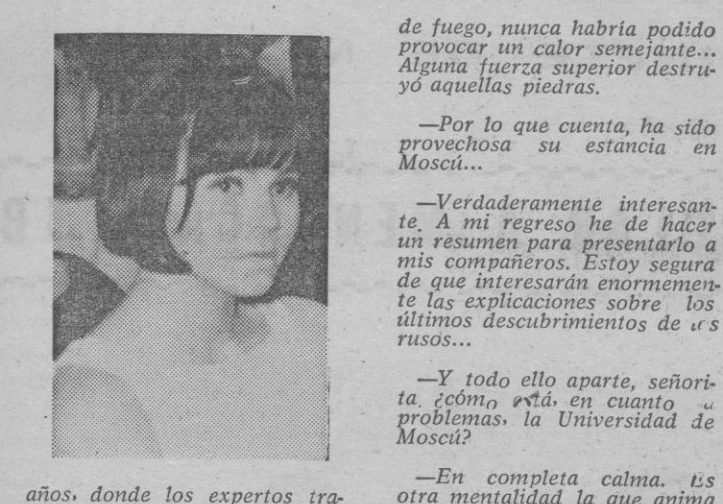 años, donde los expertos tra-
de fuego, nunca habría podido
provocar un calor semejante...
Alguna fuerza superior destru-
yó aquellas piedras.
—Por lo que cuenta, ha sido
provechosa su estancia en
Moscú...
—Verdaderamente interesan-
te. A mi regreso he de hacer
un resumen para presentarlo a
mis compañeros. Estoy segura
de que interesarán enormemen-
te las explicaciones sobre los
últimos descubrimientos de
rusos...
—Y todo ello aparte, señori-
ta. ¿cómo está, en cuanto
problemas, la Universidad de
Moscú?
—En completa calma. Es
otra mentalidad la que anima